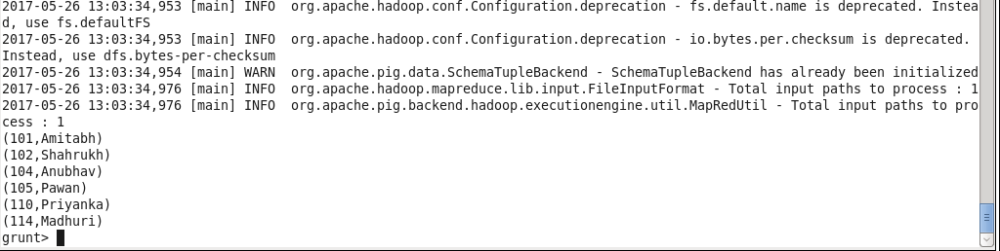 2017-05-26 13:03:34,953 [main] INFO  org.apache.hadoop.conf.Configuration.deprecation - fs.default.name is deprecated. Instea
d, use fs.defaultFS
2017-05-26 13:03:34,953 [main] INFO  org.apache.hadoop.conf.Configuration.deprecation - io.bytes.per.checksum is deprecated.
Instead, use dfs.bytes-per-checksum
2017-05-26 13:03:34,954 [main] WARN  org.apache.pig.data.SchemaTupleBackend - SchemaTupleBackend has already been initialized
2017-05-26 13:03:34,976 [main] INFO  org.apache.hadoop.mapreduce.lib.input.FileInputFormat - Total input paths to process : 1
2017-05-26 13:03:34,976 [main] INFO  org.apache.pig.backend.hadoop.executionengine.util.MapRedUtil - Total input paths to pro
cess : 1
(101,Amitabh)
(102,Shahrukh)
(104,Anubhav)
(105,Pawan)
(110,Priyanka)
(114,Madhuri)
grunt>